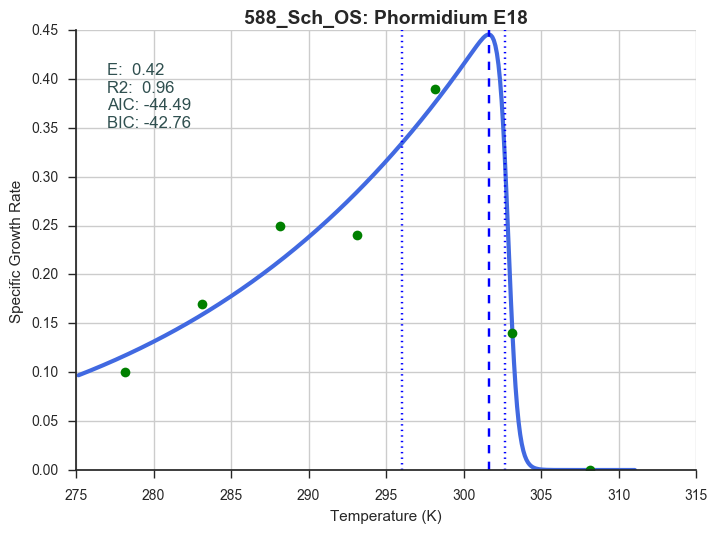 588_Sch_OS: Phormidium E18
E: 0.42
R2: 0.96
AIC: -44.49
BIC: -42.76
Specific Growth Rate
0.45
0.40
0.35
0.30
0.25
0.20
0.15
0.10
0.05
0.00
275 280 285 290 295 300 305 310 315
Temperature (K)